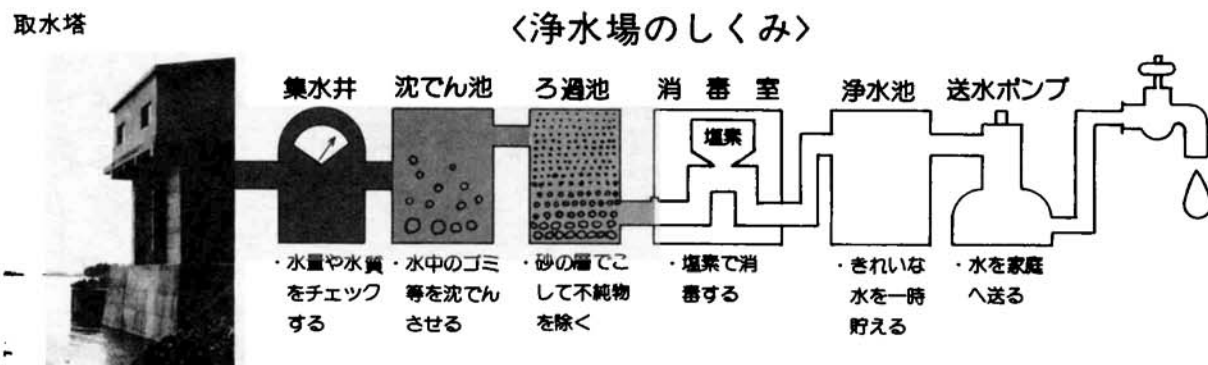 取水塔
〈浄水場のしくみ〉
集水井
沈でん池
ろ過池
消毒室
浄水池
送水ポンプ
塩素
・水量や水質
をチェック
する
・水中のゴミ
等を沈でん
させる
・砂の層でこ
して不純物
を除く
・塩素で消
毒する
・きれいな
水を一時
貯える
・水を家庭
へ送る